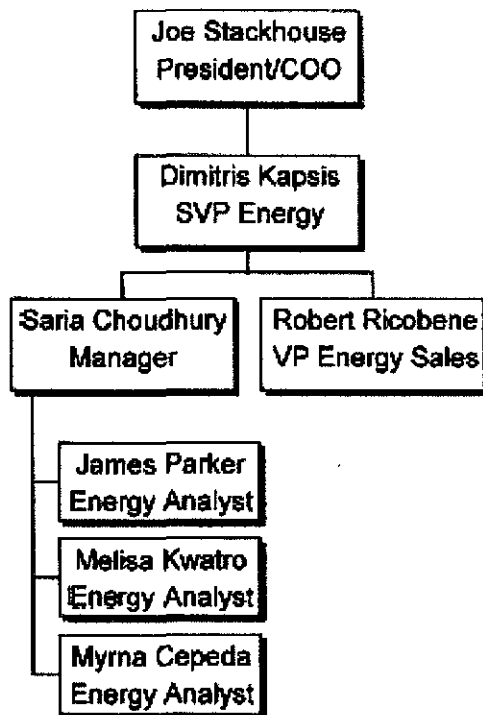 Joe Stackhouse
President/COO
Dimitris Kapsis
SVP Energy
Saria Choudhury
Manager
Robert Ricobene
VP Energy Sales
James Parker
Energy Analyst
Melisa Kwatro
Energy Analyst
Myrna Cepeda
Energy Analyst